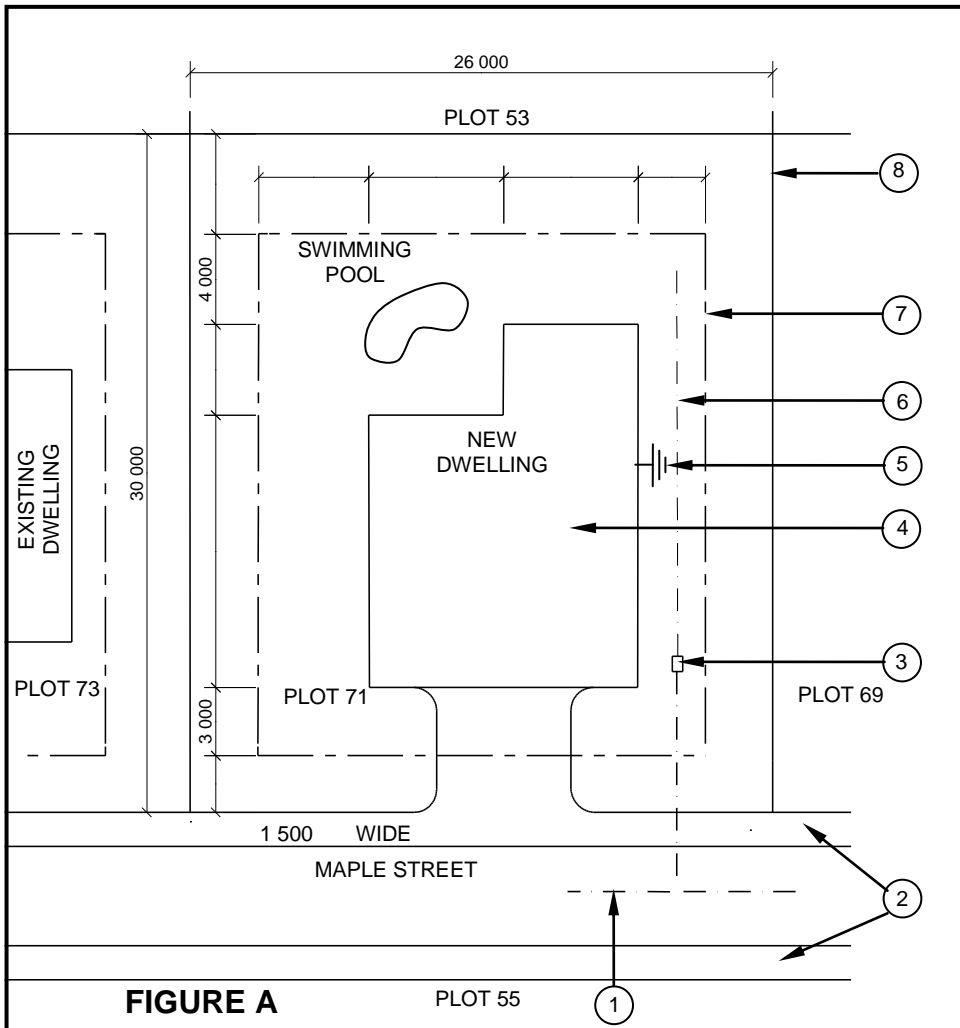 26 000
PLOT 53
8
SWIMMING
POOL
4 000
7
6
NEW
DWELLING
5
EXISTING
DWELLING
30 000
4
3
PLOT 73
PLOT 71
PLOT 69
3 000
1 500 WIDE
MAPLE STREET
2
FIGURE A
PLOT 55
1